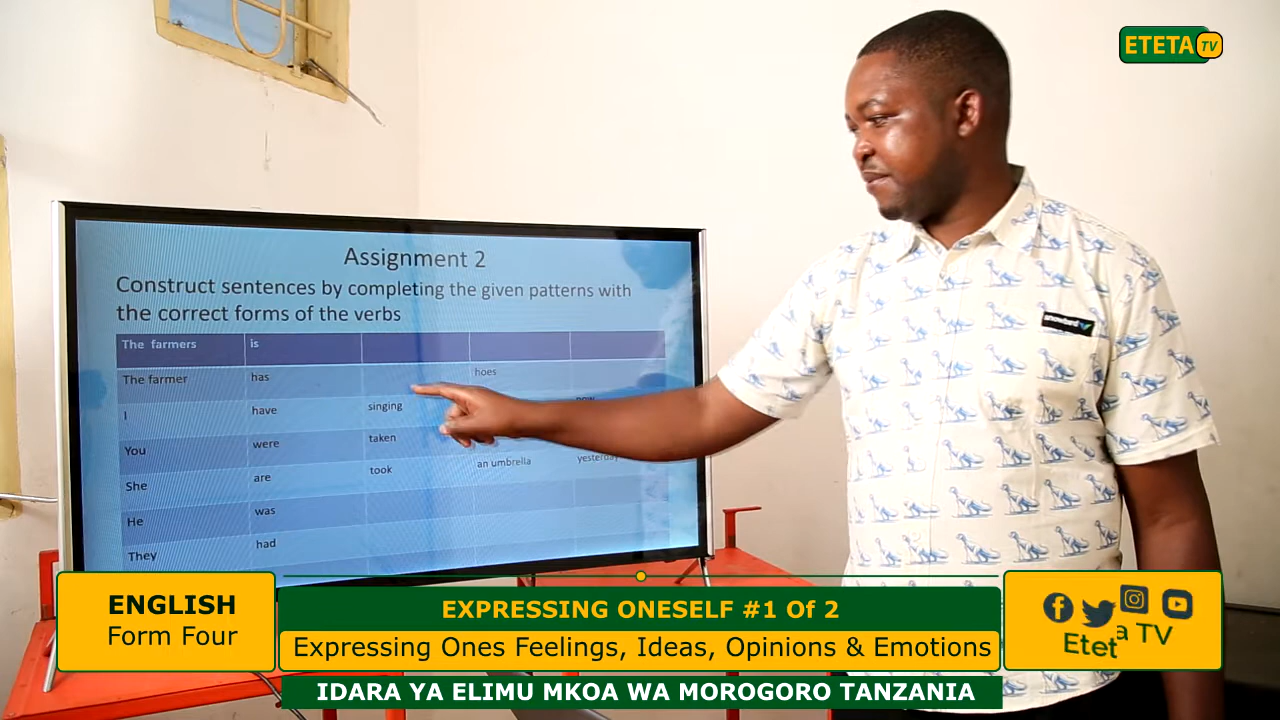 ETETA TV
Assignment 2
Construct sentences by completing the given patterns with
the correct forms of the verbs
The farmers is
The farmer has hoes
I have singing
You were taken
She are took an umbrella yesterday
He was
They had
ENGLISH
Form Four
EXPRESSING ONESELF #1 Of 2
Expressing Ones Feelings, Ideas, Opinions & Emotions
Eteta TV
IDARA YA ELIMU MKOA WA MOROGORO TANZANIA